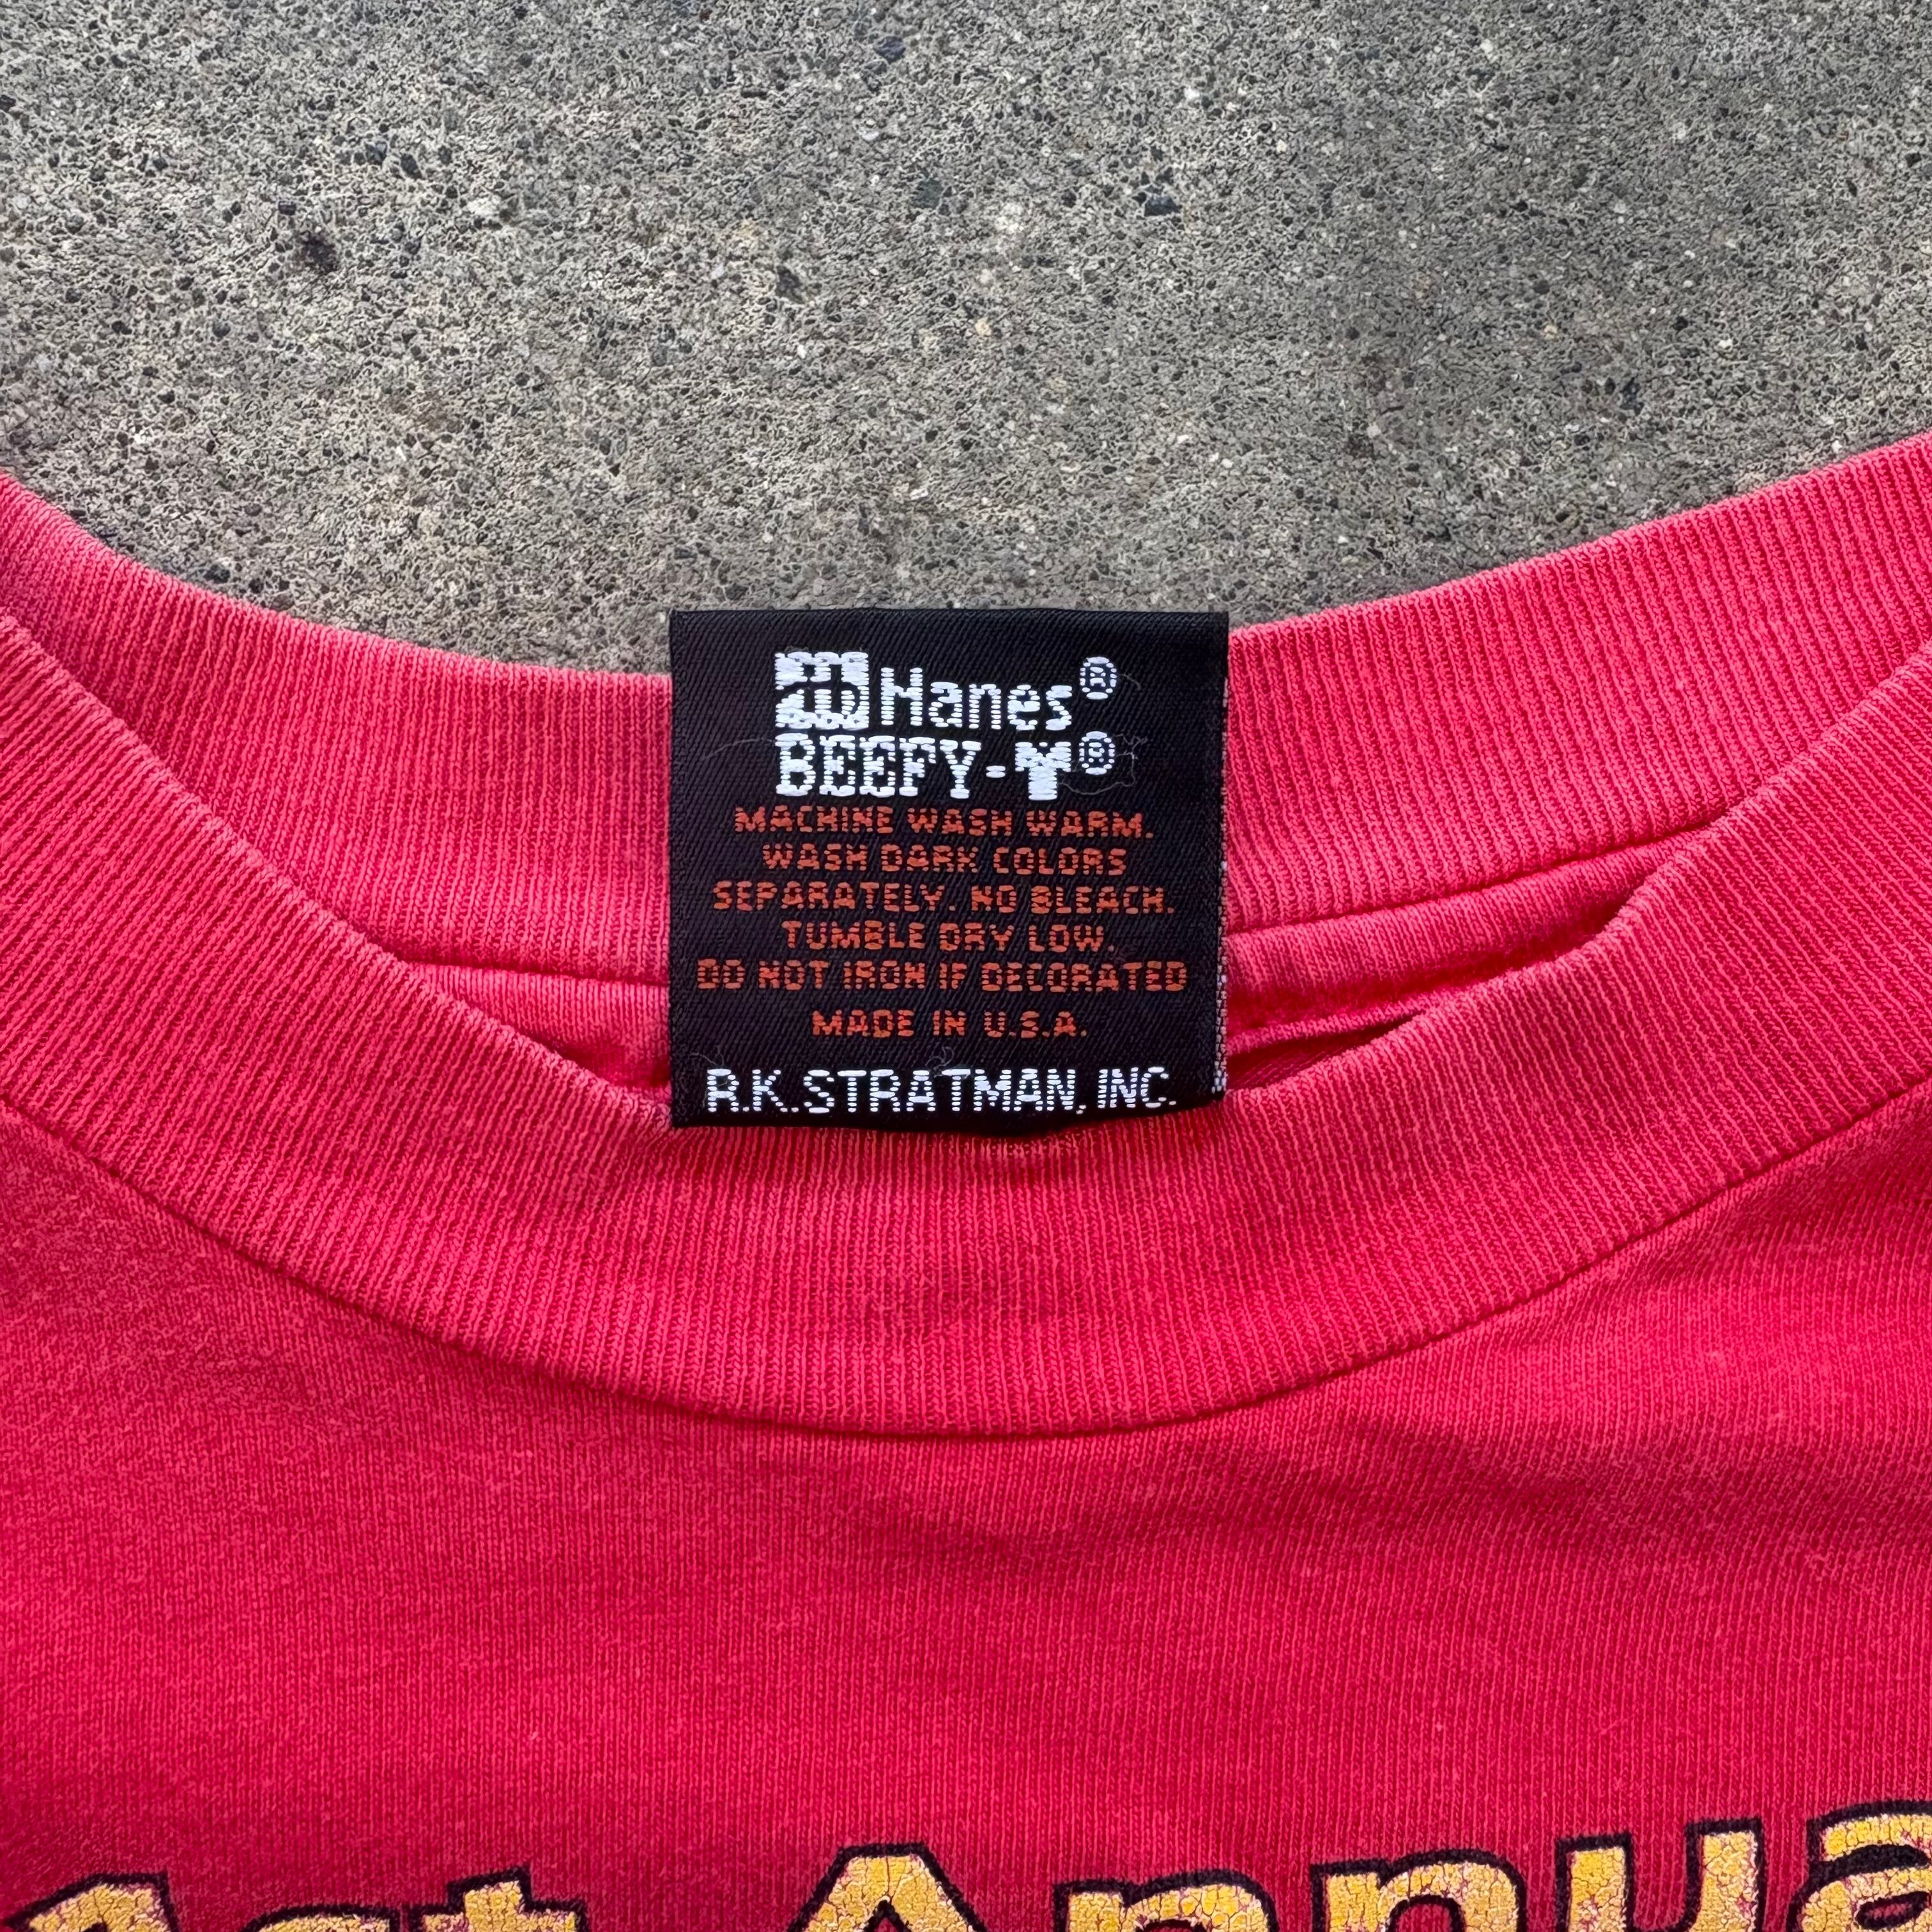 Hanes®
BEEFY-T®
MACHINE WASH WARM.
WASH DARK COLORS
SEPARATELY. NO BLEACH.
TUMBLE DRY LOW.
DO NOT IRON IF DECORATED
MADE IN U.S.A.
R.K.STRATMAN, INC.